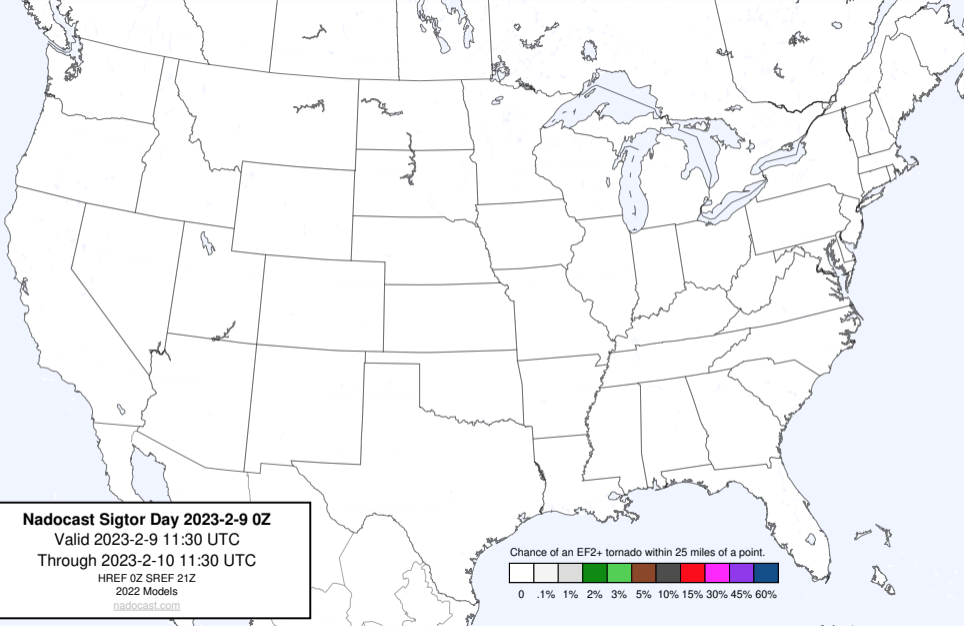 Nadocast Sigtor Day 2023-2-9 0Z
Valid 2023-2-9 11:30 UTC
Through 2023-2-10 11:30 UTC
HREF 0Z SREF 21Z
2022 Models
nadocast.com
Chance of an EF2+ tornado within 25 miles of a point.
0 .1% 1% 2% 3% 5% 10% 15% 30% 45% 60%